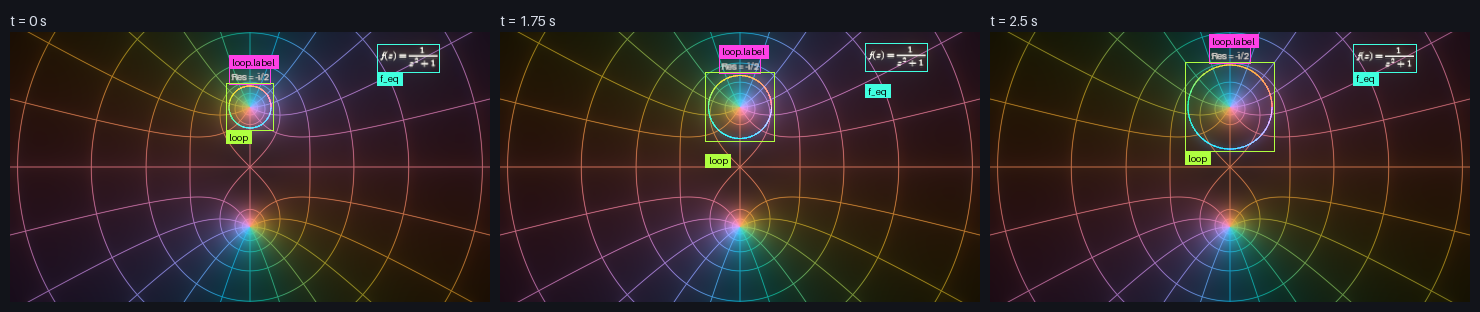 t = 0 s
t = 1.75 s
t = 2.5 s
loop.label
Res = -i/2
loop
f(z) = 1/(z² + 1)
f_eq
loop.label
Res = -i/2
loop
f(z) = 1/(z² + 1)
f_eq
loop.label
Res = -i/2
loop
f(z) = 1/(z² + 1)
f_eq